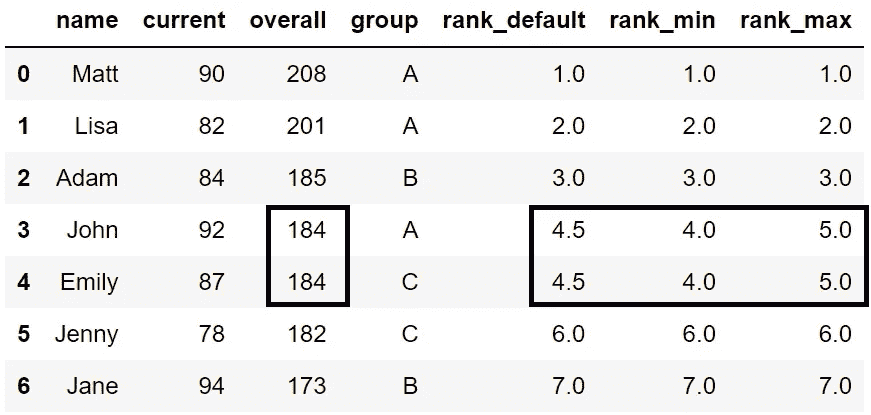 name current overall group rank_default rank_min rank_max
0 Matt 90 208 A 1.0 1.0 1.0
1 Lisa 82 201 A 2.0 2.0 2.0
2 Adam 84 185 B 3.0 3.0 3.0
3 John 92 184 A 4.5 4.0 5.0
4 Emily 87 184 C 4.5 4.0 5.0
5 Jenny 78 182 C 6.0 6.0 6.0
6 Jane 94 173 B 7.0 7.0 7.0